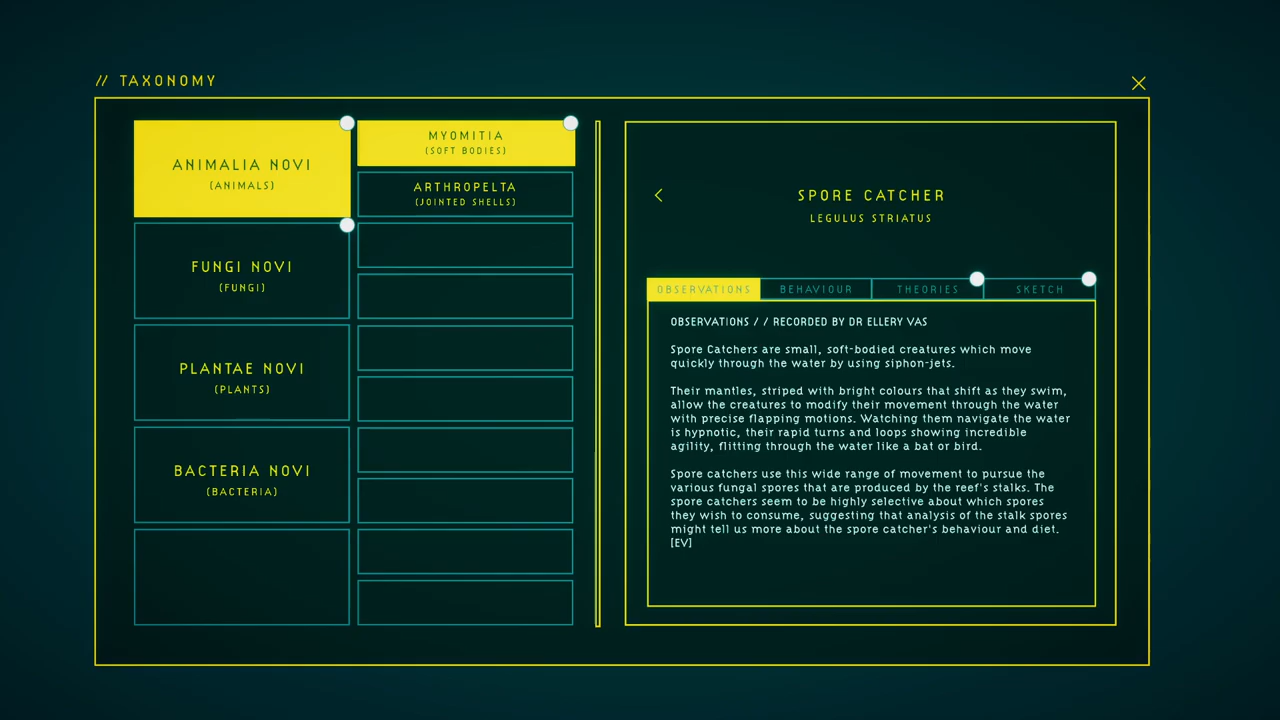 // TAXONOMY
ANIMALIA NOVI
(ANIMALS)
FUNGI NOVI
(FUNGI)
PLANTAE NOVI
(PLANTS)
BACTERIA NOVI
(BACTERIA)
MYOMITIA
(SOFT BODIES)
ARTHROPELTA
(JOINTED SHELLS)
SPORE CATCHER
LEGULUS STRIATUS
OBSERVATIONS BEHAVIOUR THEORIES SKETCH
OBSERVATIONS / / RECORDED BY DR ELLERY VAS
Spore Catchers are small, soft-bodied creatures which move
quickly through the water by using siphon-jets.
Their mantles, striped with bright colours that shift as they swim,
allow the creatures to modify their movement through the water
with precise flapping motions. Watching them navigate the water
is hypnotic, their rapid turns and loops showing incredible
agility, flitting through the water like a bat or bird.
Spore catchers use this wide range of movement to pursue the
various fungal spores that are produced by the reef's stalks. The
spore catchers seem to be highly selective about which spores
they wish to consume, suggesting that analysis of the stalk spores
might tell us more about the spore catcher's behaviour and diet.
[EV]